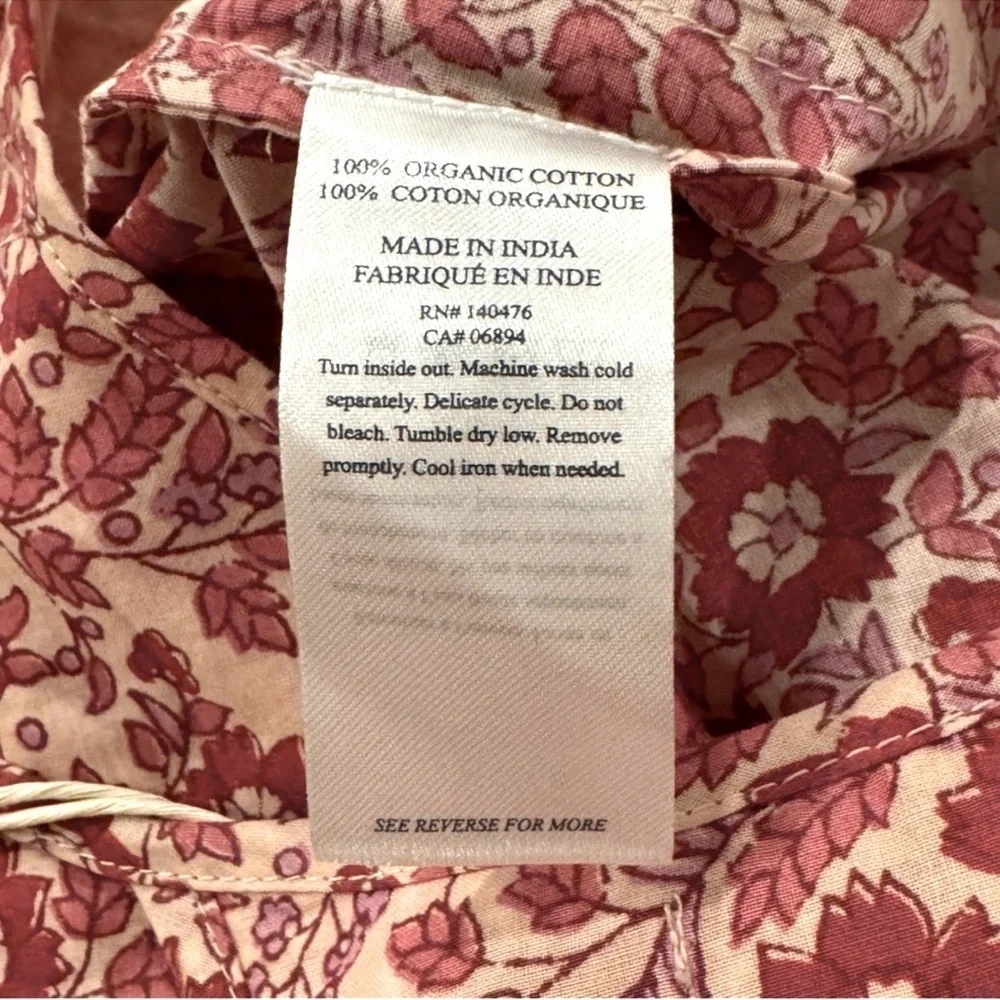 100% ORGANIC COTTON
100% COTON ORGANIQUE
MADE IN INDIA
FABRIQUÉ EN INDE
RN# 140476
CA# 06894
Turn inside out. Machine wash cold
separately. Delicate cycle. Do not
bleach. Tumble dry low. Remove
promptly. Cool iron when needed.
SEE REVERSE FOR MORE